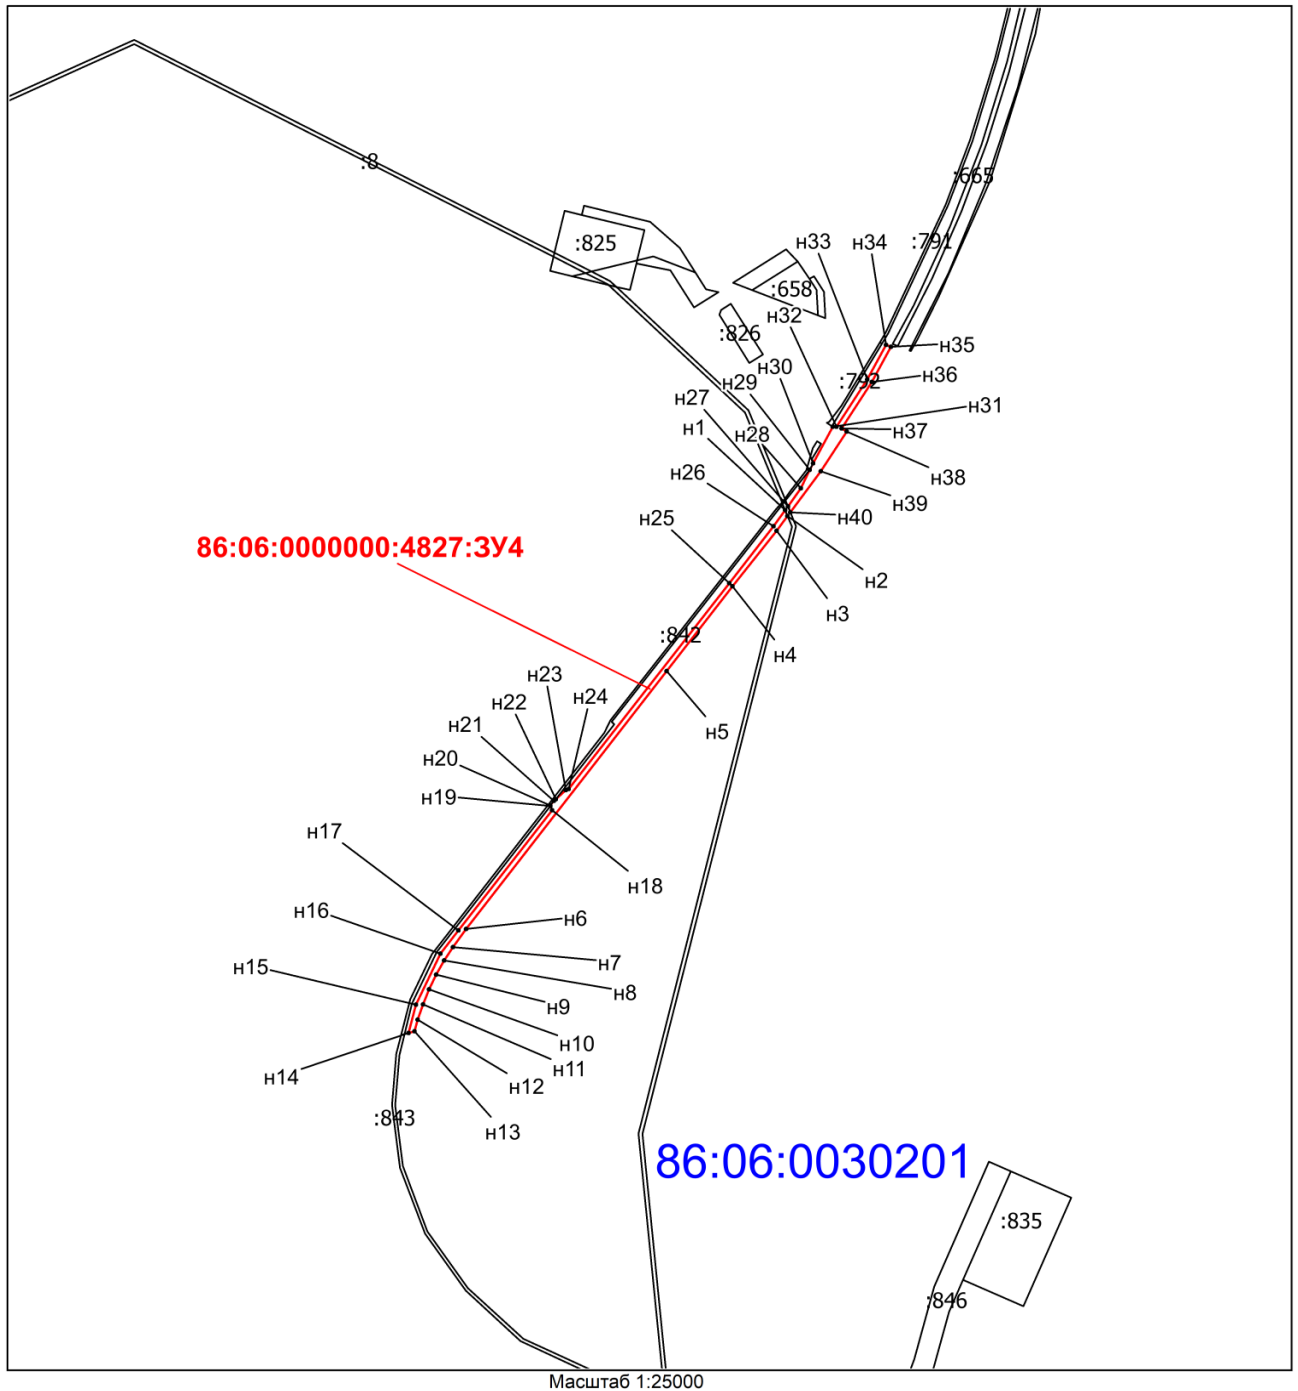 :8
:665
:825
:791
н33
н34
:658
н32
:826
н35
н30
н36
:792
н29
н27
н31
н1
н28
н37
н38
н26
н39
н25
н40
86:06:0000000:4827:ЗУ4
н2
н3
:842
н4
н23
н24
н22
н21
н5
н20
н19
н17
н18
н16
н6
н7
н15
н8
н9
н10
н11
н14
н12
:843
н13
86:06:0030201
:835
:846
Масштаб 1:25000